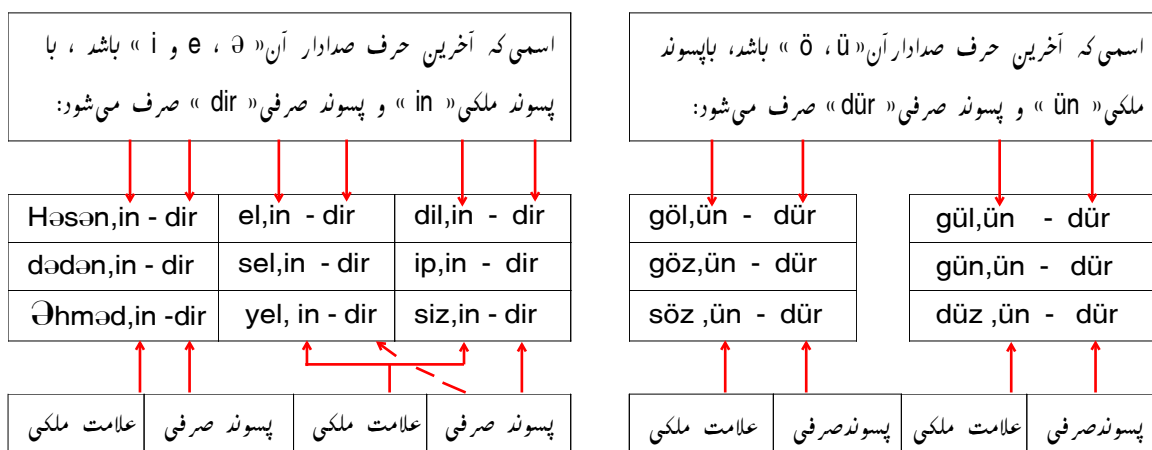 اسمی که آخرین حرف صدادار آن« e ، ə و i » باشد ، با
پسوند ملکی« in » و پسوند صرفی« dir » صرف می‌شود:
Həsən,in - dir el,in - dir dil,in - dir
dədən,in - dir sel,in - dir ip,in - dir
Əhməd,in -dir yel, in - dir siz,in - dir
علامت ملکی پسوند صرفی علامت ملکی پسوند صرفی
اسمی که آخرین حرف صدادارآن« ö ، ü » باشد، باپسوند
ملکی« ün » و پسوند صرفی« dür » صرف می‌شود:
göl,ün - dür gül,ün - dür
göz,ün - dür gün,ün - dür
söz ,ün - dür düz ,ün - dür
علامت ملکی پسوندصرفی علامت ملکی پسوندصرفی